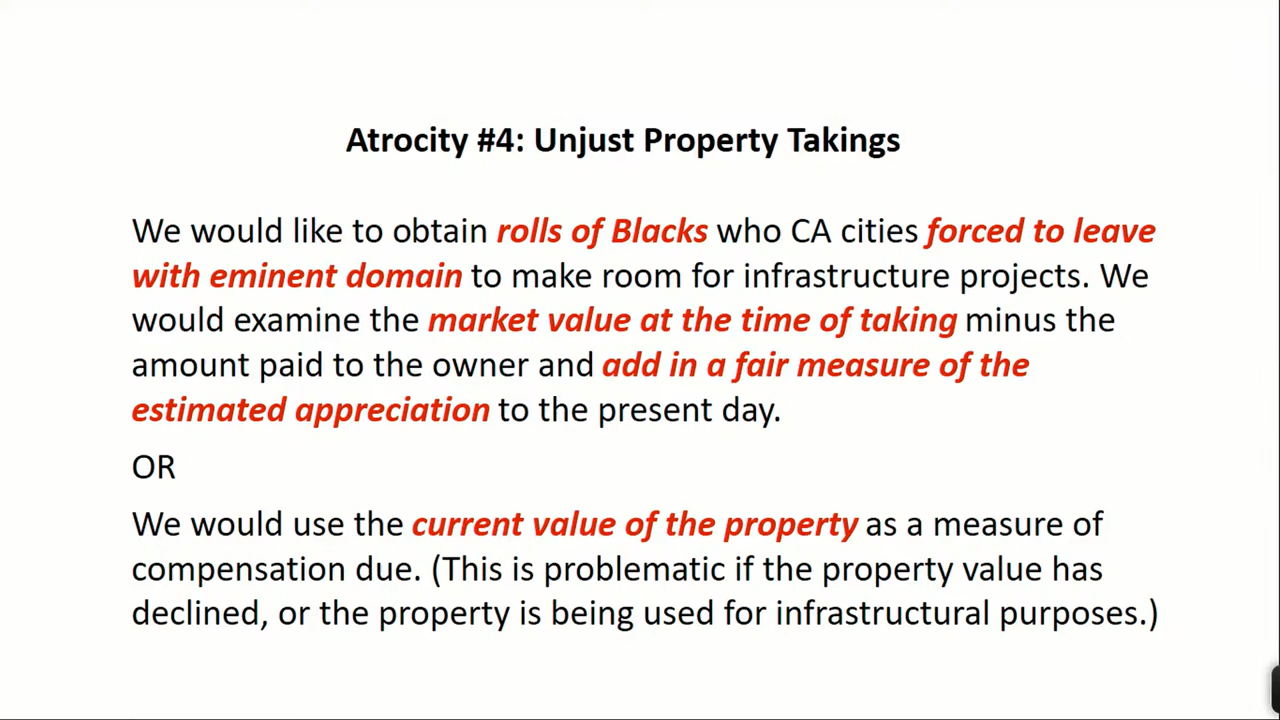 Atrocity #4: Unjust Property Takings
We would like to obtain rolls of Blacks who CA cities forced to leave
with eminent domain to make room for infrastructure projects. We
would examine the market value at the time of taking minus the
amount paid to the owner and add in a fair measure of the
estimated appreciation to the present day.
OR
We would use the current value of the property as a measure of
compensation due. (This is problematic if the property value has
declined, or the property is being used for infrastructural purposes.)